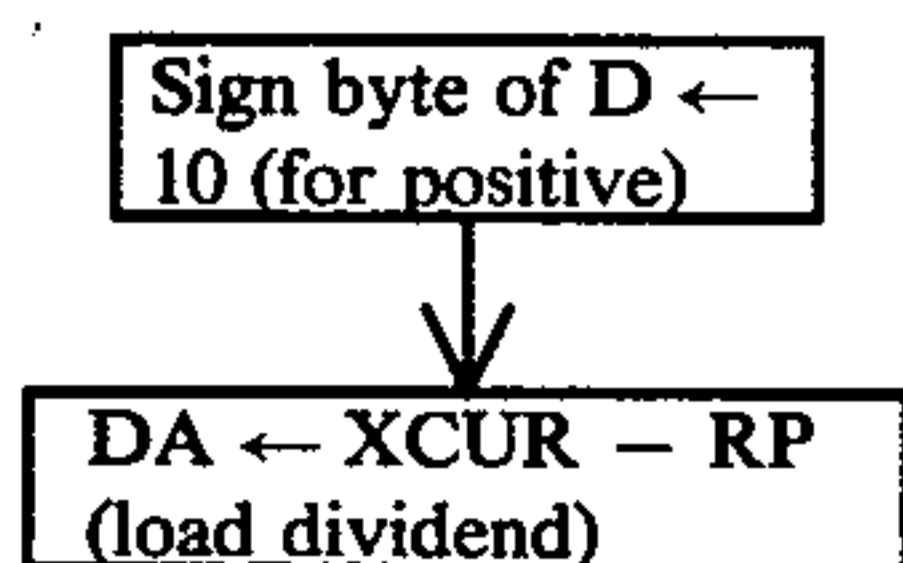 Sign byte of D ←
10 (for positive)
DA ← XCUR − RP
(load dividend)